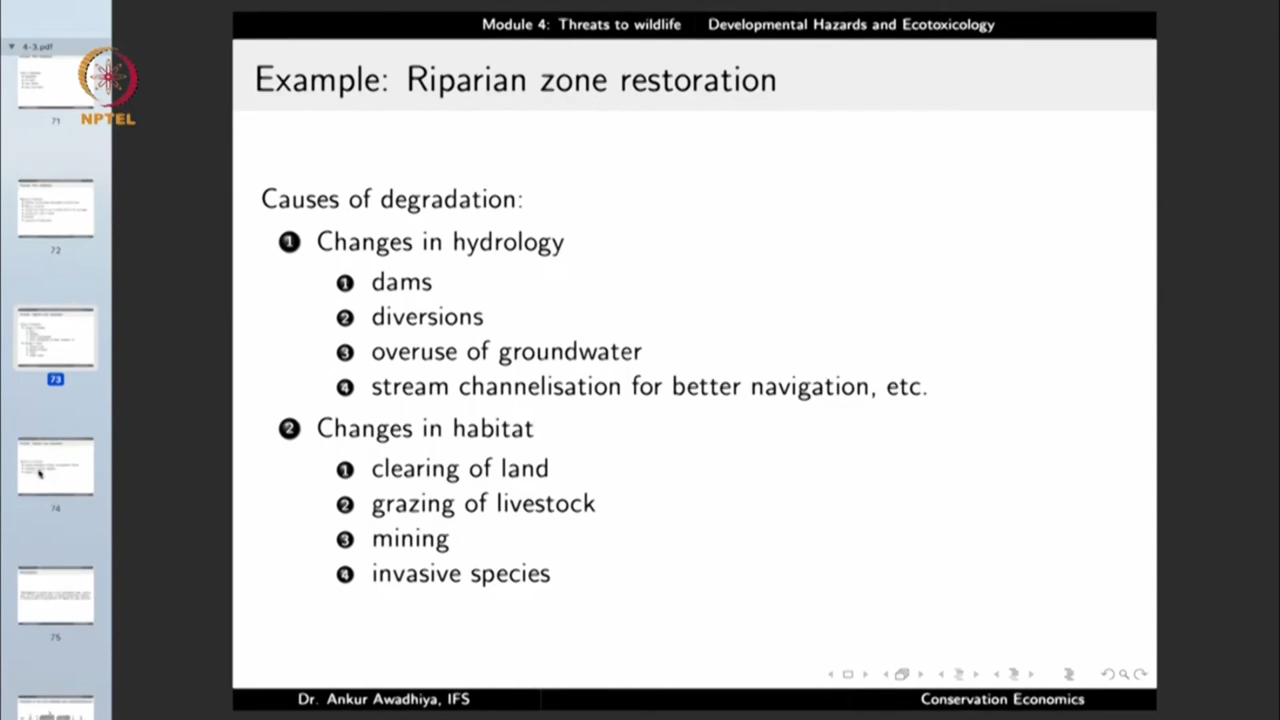 Module 4: Threats to wildlife Developmental Hazards and Ecotoxicology
4-3.pdf
NPTEL
71
72
73
74
75
Example: Riparian zone restoration
Causes of degradation:
1 Changes in hydrology
1 dams
2 diversions
3 overuse of groundwater
4 stream channelisation for better navigation, etc.
2 Changes in habitat
1 clearing of land
2 grazing of livestock
3 mining
4 invasive species
Dr. Ankur Awadhiya, IFS Conservation Economics